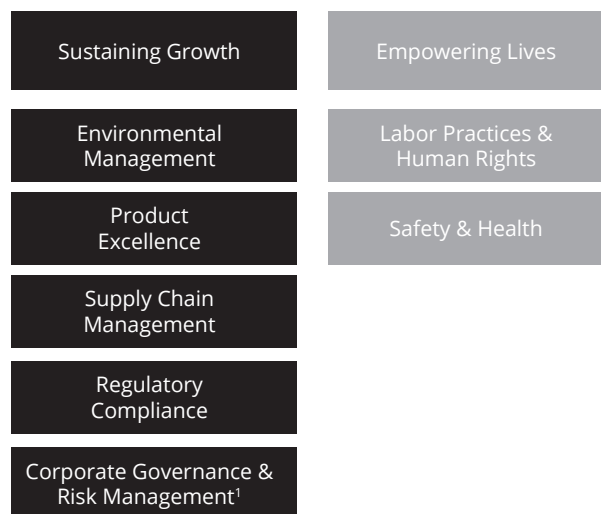 Sustaining Growth
Environmental
Management
Product
Excellence
Supply Chain
Management
Regulatory
Compliance
Corporate Governance &
Risk Management¹
Empowering Lives
Labor Practices &
Human Rights
Safety & Health